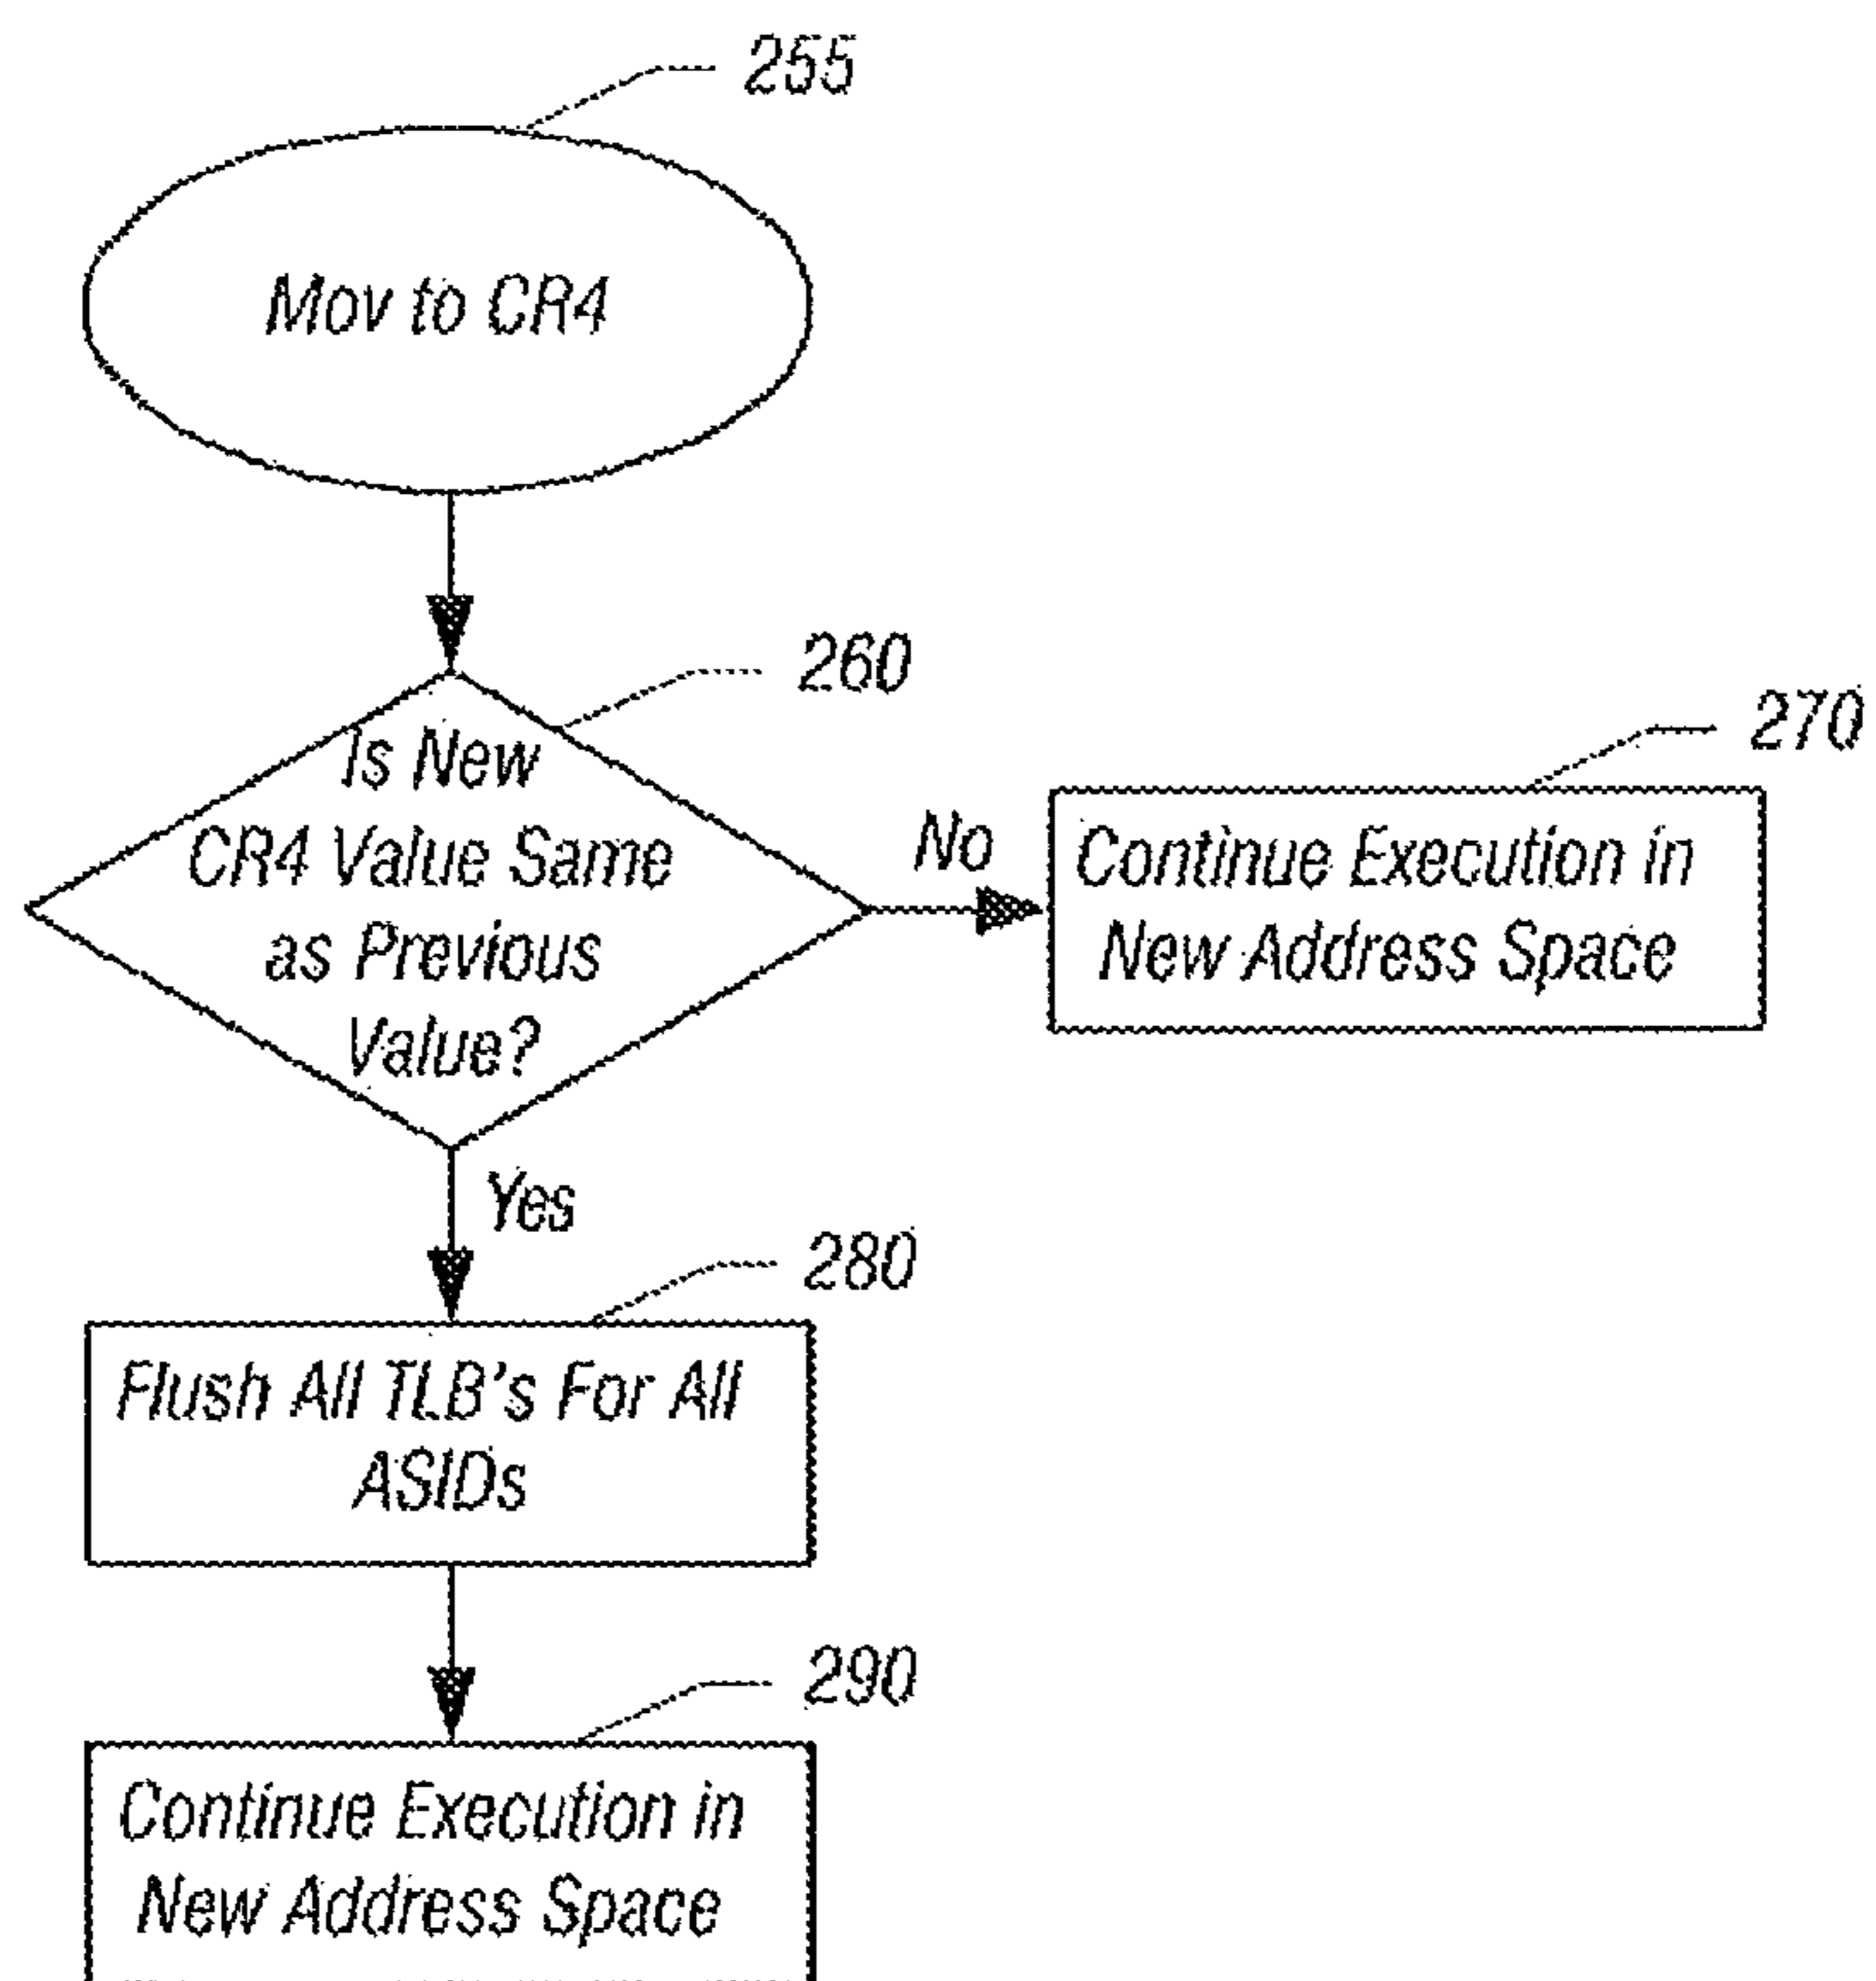 255
Mov to CR4
260
Is New
CR4 Value Same
as Previous
Value?
No
270
Continue Execution in
New Address Space
Yes
280
Flush All TLB's For All
ASIDs
290
Continue Execution in
New Address Space